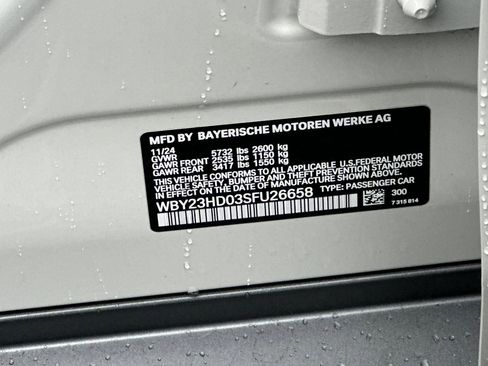 MFD BY BAYERISCHE MOTOREN WERKE AG
11/24
GVWR 5732 lbs 2600 kg
GAWR FRONT 2535 lbs 1150 kg
GAWR REAR 3417 lbs 1550 kg
THIS VEHICLE CONFORMS TO ALL APPLICABLE U.S.FEDERAL MOTOR
VEHICLE SAFETY, BUMPER, AND THEFT PREVENTION STANDARDS
IN EFFECT ON THE DATE OF MANUFACTURE SHOWN ABOVE.
WBY23HD03SFU26658 TYPE: PASSENGER CAR
300
7 315 814